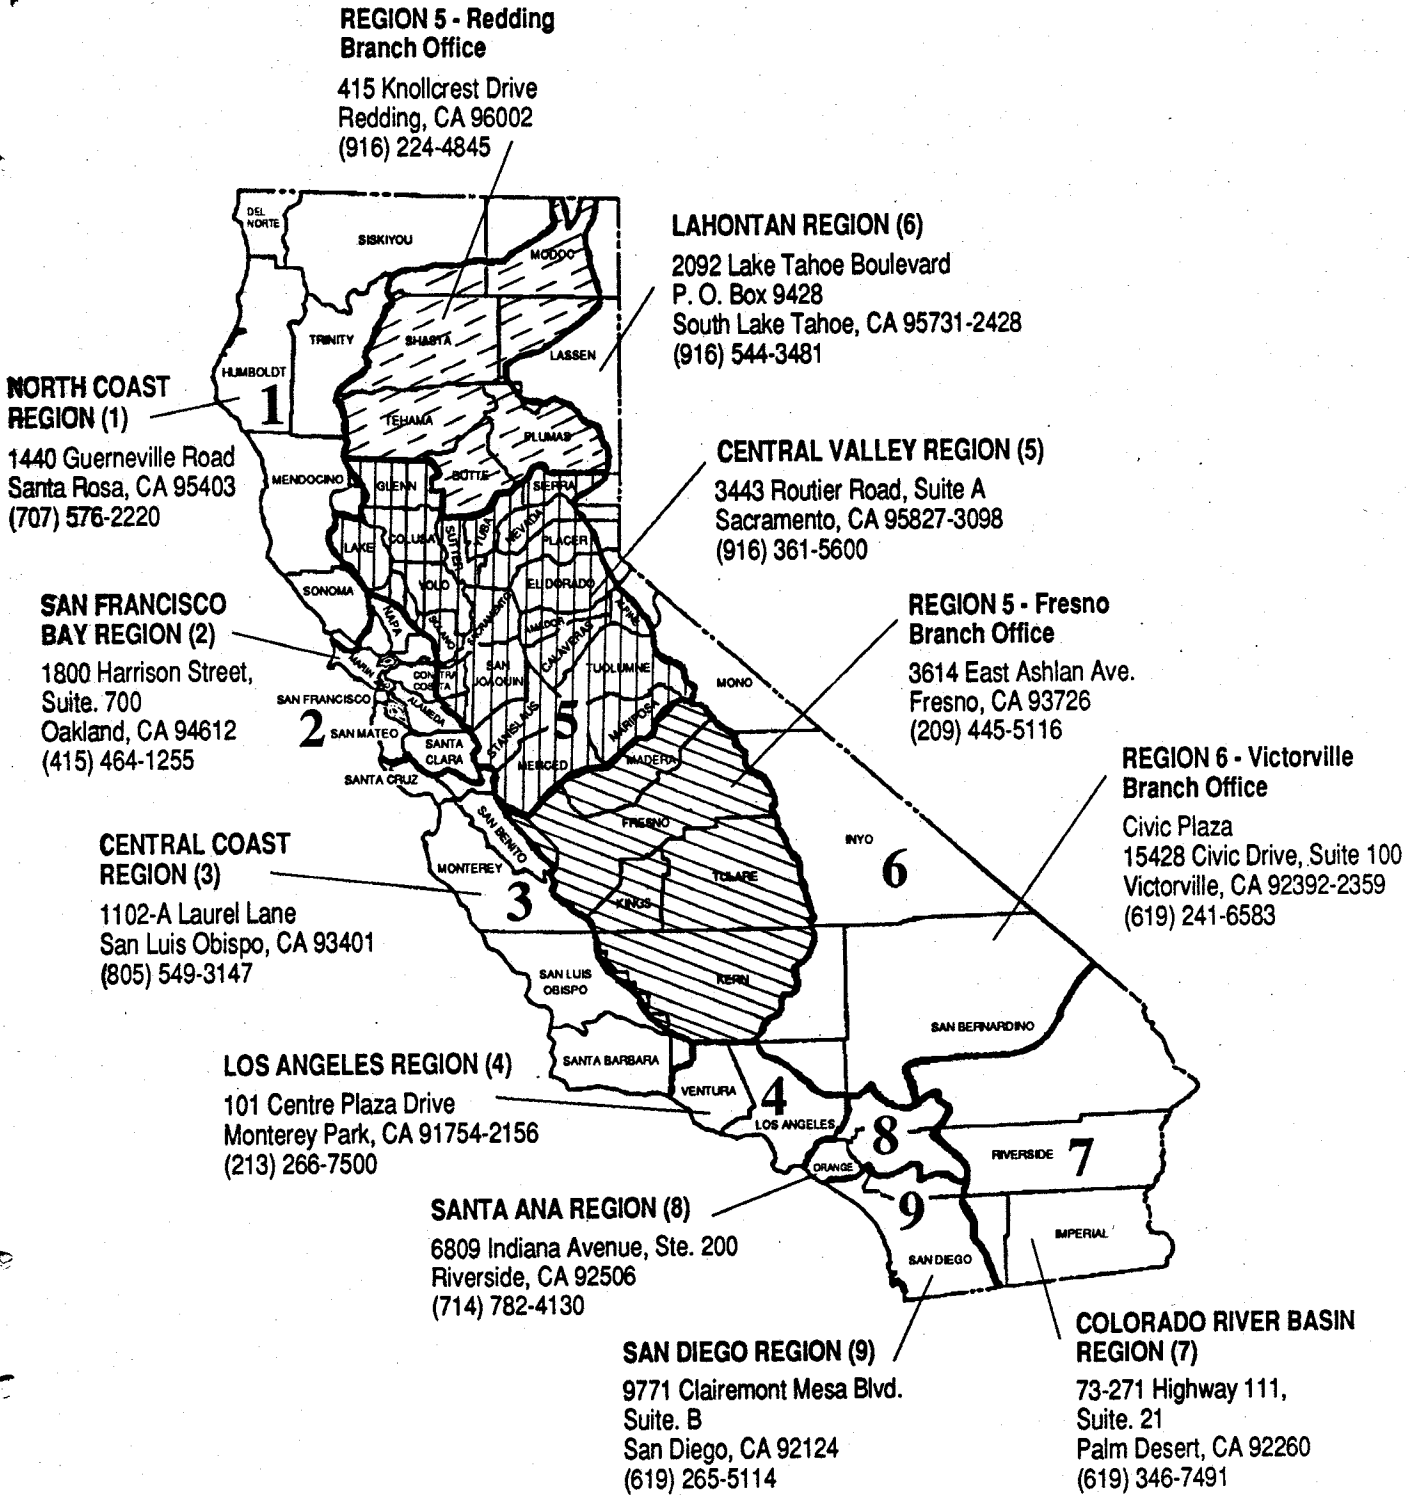 REGION 5 - Redding
Branch Office
415 Knollcrest Drive
Redding, CA 96002
(916) 224-4845
DEL
NORTE
SISKIYOU
MODOC
LAHONTAN REGION (6)
2092 Lake Tahoe Boulevard
P. O. Box 9428
South Lake Tahoe, CA 95731-2428
(916) 544-3481
TRINITY
SHASTA
LASSEN
HUMBOLDT
1
NORTH COAST
REGION (1)
1440 Guerneville Road
Santa Rosa, CA 95403
(707) 576-2220
TEHAMA
PLUMAS
MENDOCINO
GLENN
BUTTE
SIERRA
CENTRAL VALLEY REGION (5)
3443 Routier Road, Suite A
Sacramento, CA 95827-3098
(916) 361-5600
LAKE
COLUSA
SUTTER
YUBA
NEVADA
PLACER
SONOMA
YOLO
EL DORADO
NAPA
SOLANO
SACRAMENTO
AMADOR
ALPINE
CALAVERAS
SAN FRANCISCO
BAY REGION (2)
1800 Harrison Street,
Suite. 700
Oakland, CA 94612
(415) 464-1255
MARIN
CONTRA
COSTA
SAN
JOAQUIN
TUOLUMNE
MONO
REGION 5 - Fresno
Branch Office
3614 East Ashlan Ave.
Fresno, CA 93726
(209) 445-5116
SAN FRANCISCO
2
SAN MATEO
ALAMEDA
SANTA
CLARA
STANISLAUS
5
MARIPOSA
MERCED
MADERA
SANTA CRUZ
REGION 6 - Victorville
Branch Office
Civic Plaza
15428 Civic Drive, Suite 100
Victorville, CA 92392-2359
(619) 241-6583
SAN BENITO
FRESNO
INYO
6
CENTRAL COAST
REGION (3)
1102-A Laurel Lane
San Luis Obispo, CA 93401
(805) 549-3147
MONTEREY
3
KINGS
TULARE
SAN LUIS
OBISPO
KERN
SAN BERNARDINO
SANTA BARBARA
LOS ANGELES REGION (4)
101 Centre Plaza Drive
Monterey Park, CA 91754-2156
(213) 266-7500
VENTURA
4
LOS ANGELES
8
ORANGE
RIVERSIDE
7
SANTA ANA REGION (8)
6809 Indiana Avenue, Ste. 200
Riverside, CA 92506
(714) 782-4130
9
SAN DIEGO
IMPERIAL
SAN DIEGO REGION (9)
9771 Clairemont Mesa Blvd.
Suite. B
San Diego, CA 92124
(619) 265-5114
COLORADO RIVER BASIN
REGION (7)
73-271 Highway 111,
Suite. 21
Palm Desert, CA 92260
(619) 346-7491